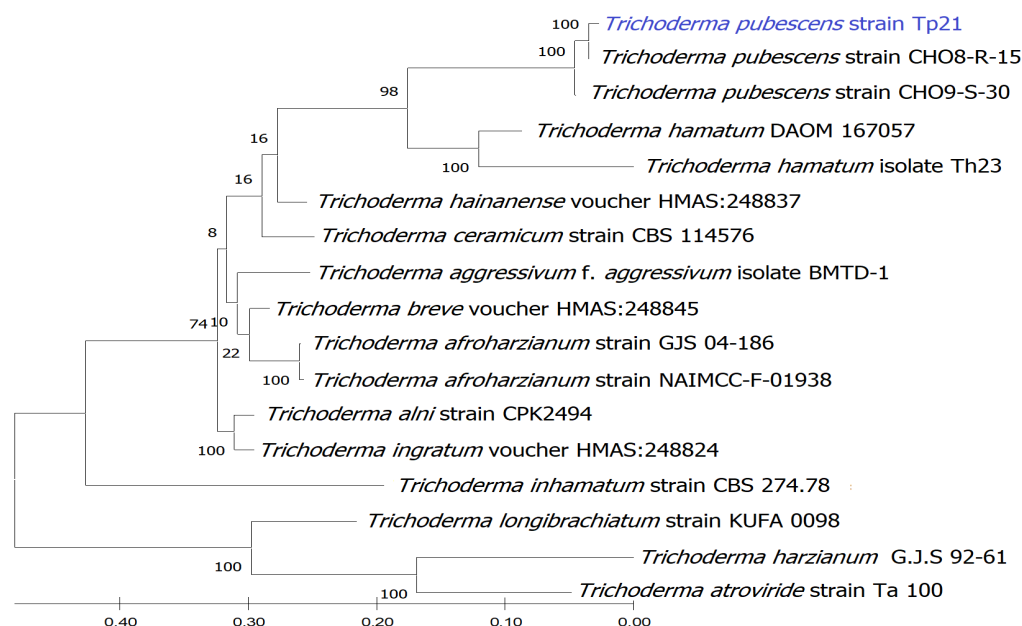 100
Trichoderma pubescens strain Tp21
100
Trichoderma pubescens strain CHO8-R-15
98
Trichoderma pubescens strain CHO9-S-30
16
Trichoderma hamatum DAOM 167057
100
Trichoderma hamatum isolate Th23
16
Trichoderma hainanense voucher HMAS:248837
8
Trichoderma ceramicum strain CBS 114576
Trichoderma aggressivum f. aggressivum isolate BMTD-1
Trichoderma breve voucher HMAS:248845
74 10
22
Trichoderma afroharzianum strain GJS 04-186
100
Trichoderma afroharzianum strain NAIMCC-F-01938
Trichoderma alni strain CPK2494
100
Trichoderma ingratum voucher HMAS:248824
Trichoderma inhamatum strain CBS 274.78
Trichoderma longibrachiatum strain KUFA 0098
100
Trichoderma harzianum G.J.S 92-61
100
Trichoderma atroviride strain Ta 100
0.40 0.30 0.20 0.10 0.00